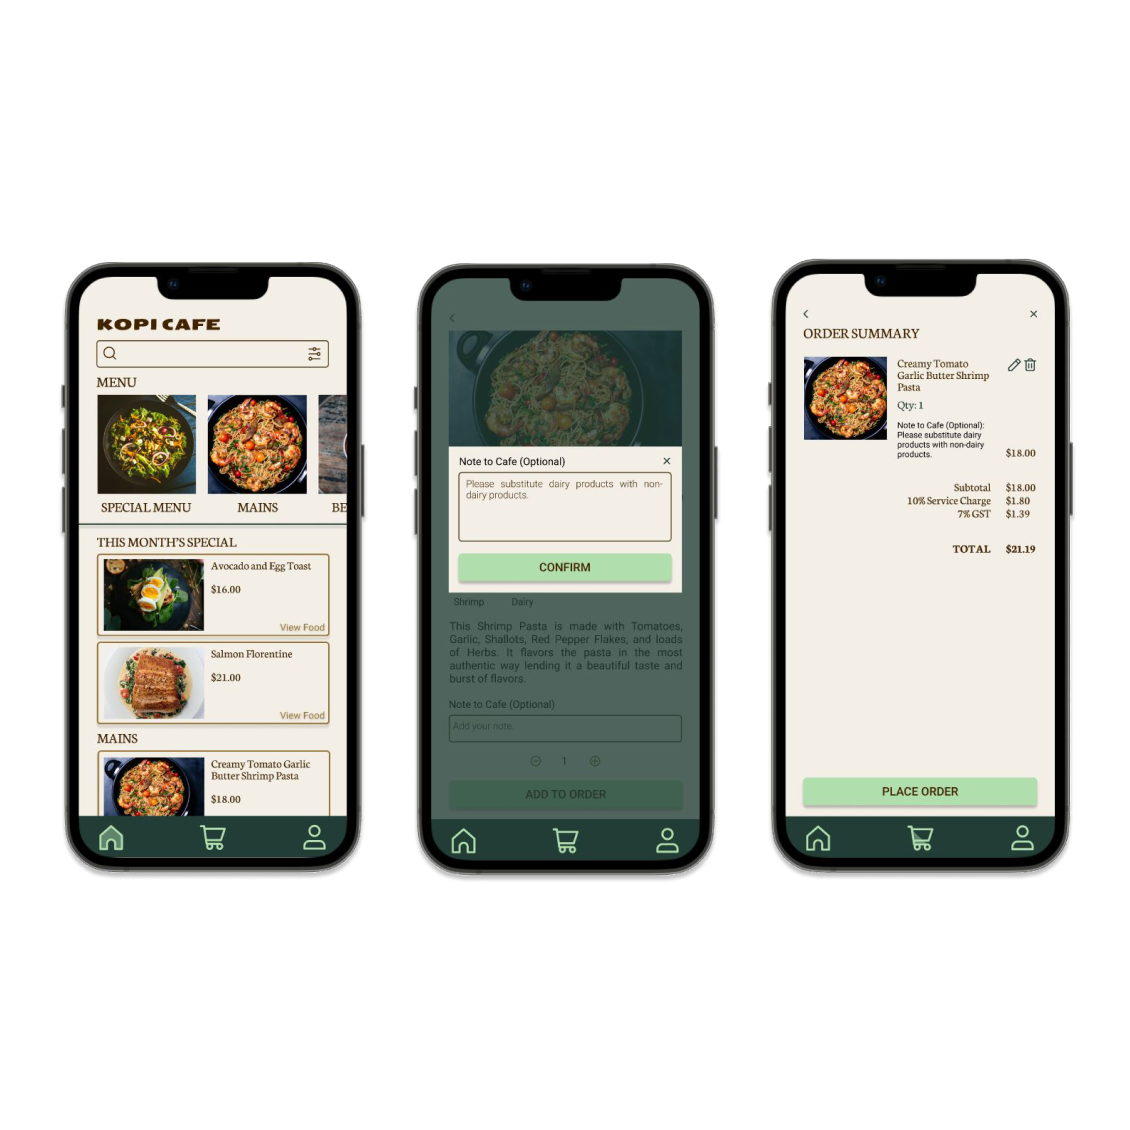 KOPI CAFE
MENU
SPECIAL MENU
MAINS
BE
THIS MONTH'S SPECIAL
Avocado and Egg Toast
$16.00
View Food
Salmon Florentine
$21.00
View Food
MAINS
Creamy Tomato Garlic
Butter Shrimp Pasta
$18.00
Note to Cafe (Optional)
Please substitute dairy products with non-
dairy products.
CONFIRM
Shrimp
Dairy
This Shrimp Pasta is made with Tomatoes,
Garlic, Shallots, Red Pepper Flakes, and loads
of Herbs. It flavors the pasta in the most
authentic way lending it a beautiful taste and
burst of flavors.
Note to Cafe (Optional)
Add your note.
1
ADD TO ORDER
ORDER SUMMARY
Creamy Tomato
Garlic Butter Shrimp
Pasta
Qty: 1
Note to Cafe (Optional):
Please substitute dairy
products with non-dairy
products.
$18.00
Subtotal $18.00
10% Service Charge $1.80
7% GST $1.39
TOTAL $21.19
PLACE ORDER